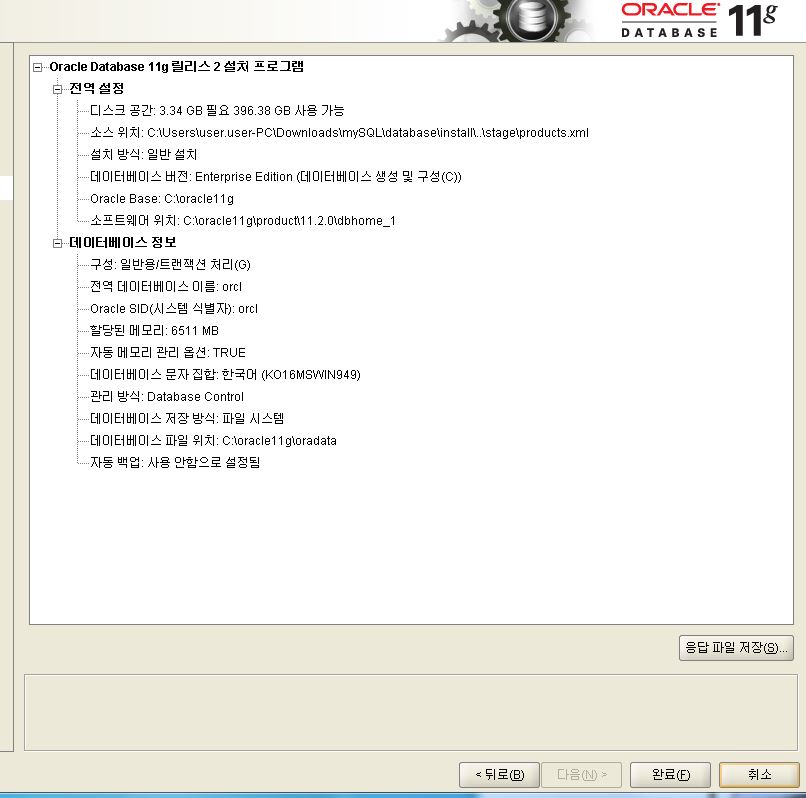 ORACLE
DATABASE 11g
Oracle Database 11g 릴리스 2 설치 프로그램
전역 설정
디스크 공간: 3.34 GB 필요 396.38 GB 사용 가능
소스 위치: C:\Users\user.user-PC\Downloads\mySQL\database\install\..\stage\products.xml
설치 방식: 일반 설치
데이터베이스 버전: Enterprise Edition (데이터베이스 생성 및 구성(C))
Oracle Base: C:\oracle11g
소프트웨어 위치: C:\oracle11g\product\11.2.0\dbhome_1
데이터베이스 정보
구성: 일반용/트랜잭션 처리(G)
전역 데이터베이스 이름: orcl
Oracle SID(시스템 식별자): orcl
할당된 메모리: 6511 MB
자동 메모리 관리 옵션: TRUE
데이터베이스 문자 집합: 한국어 (KO16MSWIN949)
관리 방식: Database Control
데이터베이스 저장 방식: 파일 시스템
데이터베이스 파일 위치: C:\oracle11g\oradata
자동 백업: 사용 안함으로 설정됨
응답 파일 저장(S)...
< 뒤로(B) 다음(N) > 완료(F) 취소